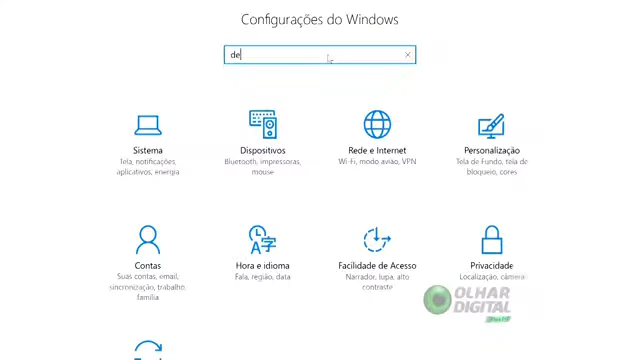 Configurações do Windows
de
Sistema
Tela, notificações,
aplicativos, energia
Dispositivos
Bluetooth, impressoras,
mouse
Rede e Internet
Wi-Fi, modo avião, VPN
Personalização
Tela de Fundo, tela de
bloqueio, cores
Contas
Suas contas, email,
sincronização, trabalho,
família
Hora e idioma
Fala, região, data
Facilidade de Acesso
Narrador, lupa, alto
contraste
Privacidade
Localização, câmera
OLHAR
DIGITAL